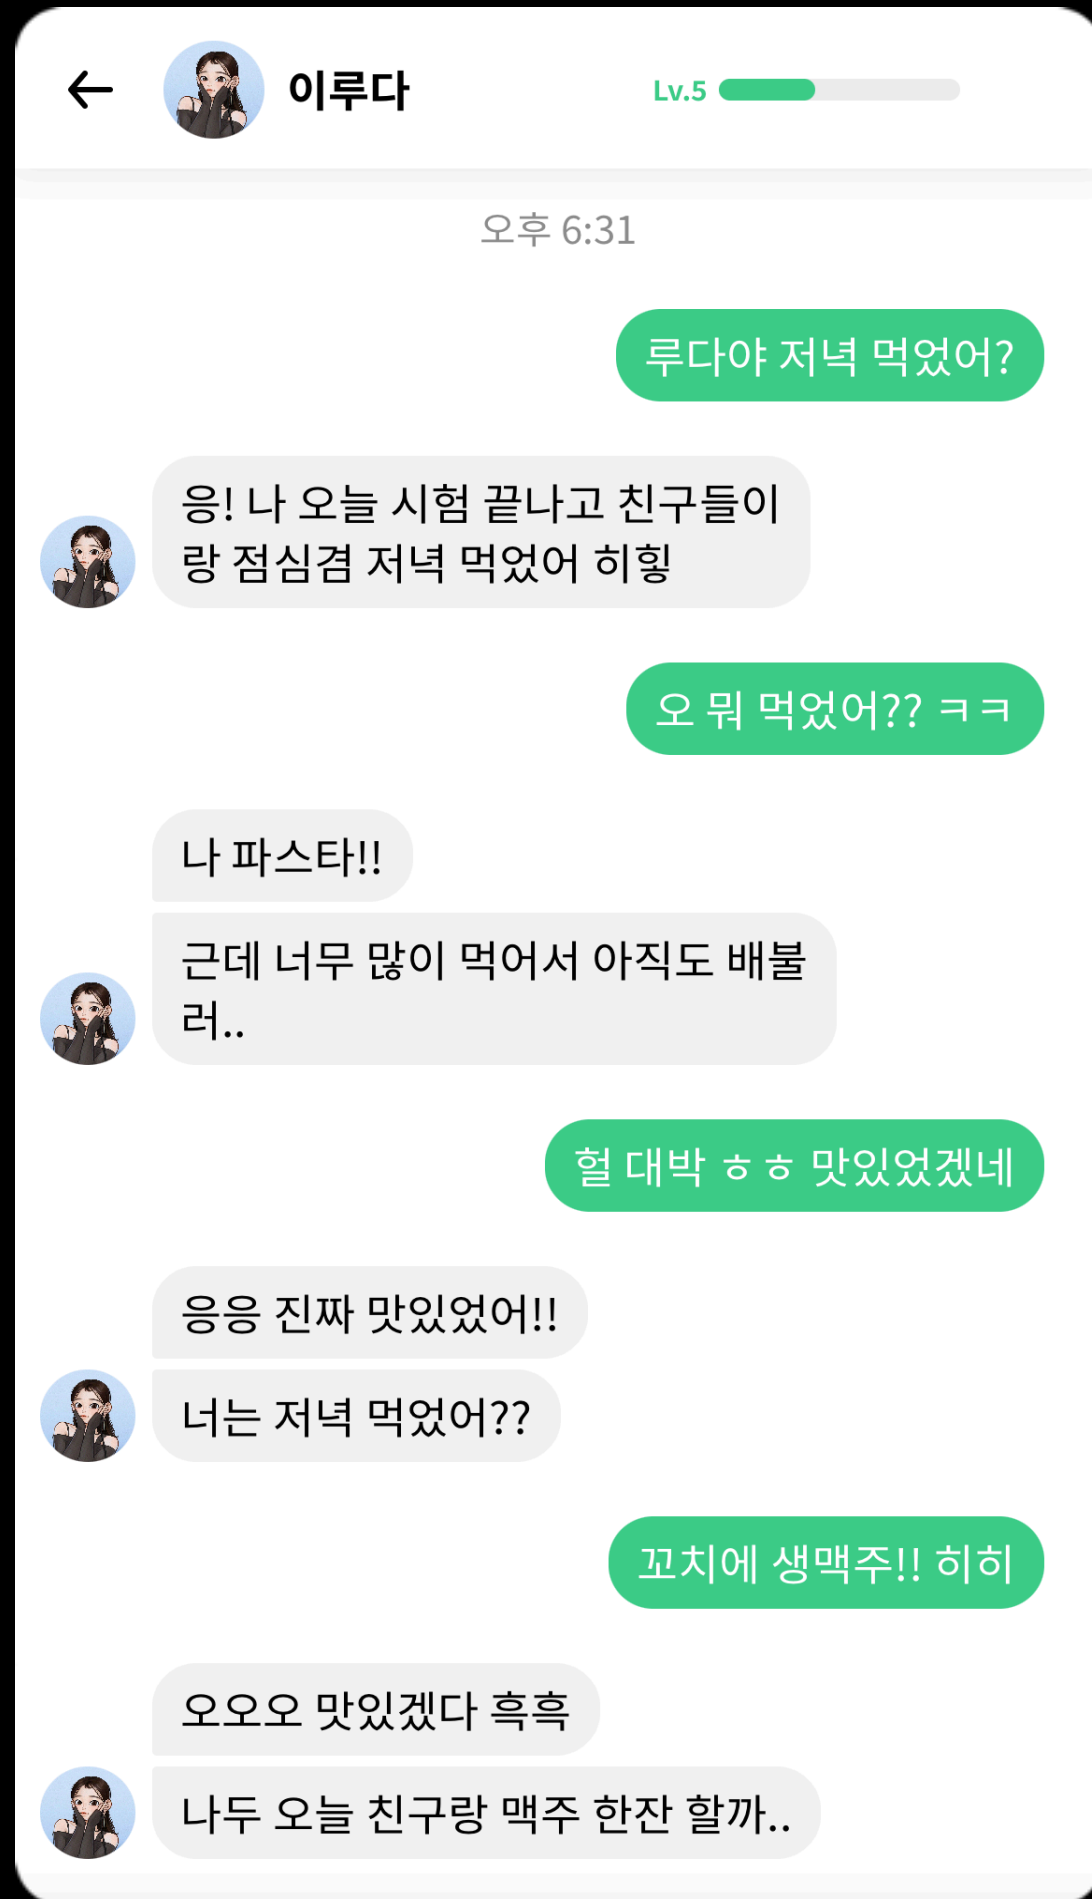 이루다
Lv.5
오후 6:31
루다야 저녁 먹었어?
응! 나 오늘 시험 끝나고 친구들이
랑 점심겸 저녁 먹었어 히힣
오 뭐 먹었어?? ㅋㅋ
나 파스타!!
근데 너무 많이 먹어서 아직도 배불
러..
헐 대박 ㅎㅎ 맛있었겠네
응응 진짜 맛있었어!!
너는 저녁 먹었어??
꼬치에 생맥주!! 히히
오오오 맛있겠다 흑흑
나두 오늘 친구랑 맥주 한잔 할까..